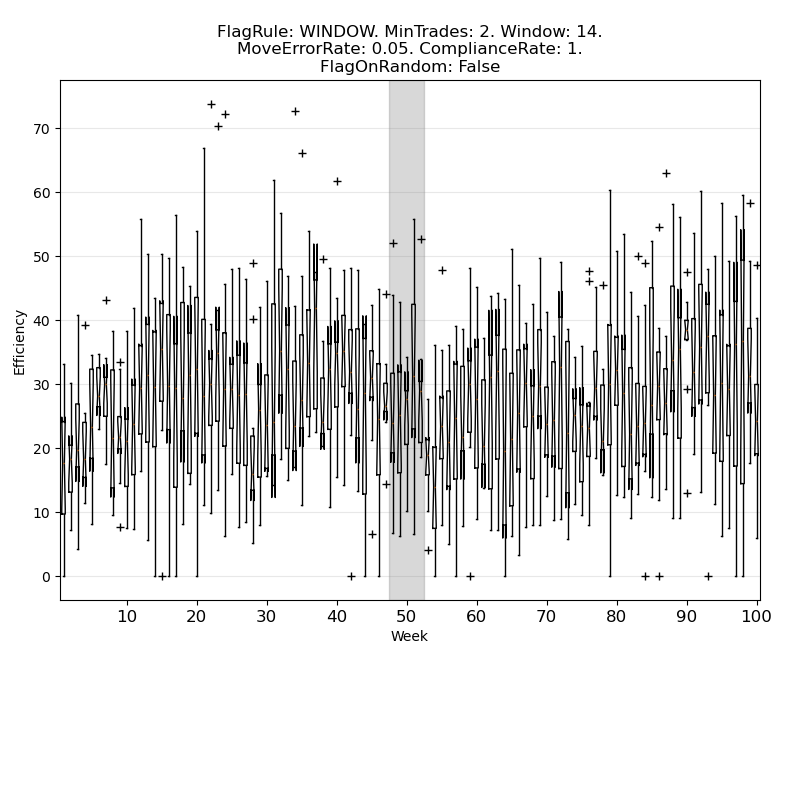 FlagRule: WINDOW. MinTrades: 2. Window: 14.
MoveErrorRate: 0.05. ComplianceRate: 1.
FlagOnRandom: False
70
60
50
40
30
20
10
0
Efficiency
10 20 30 40 50 60 70 80 90 100
Week